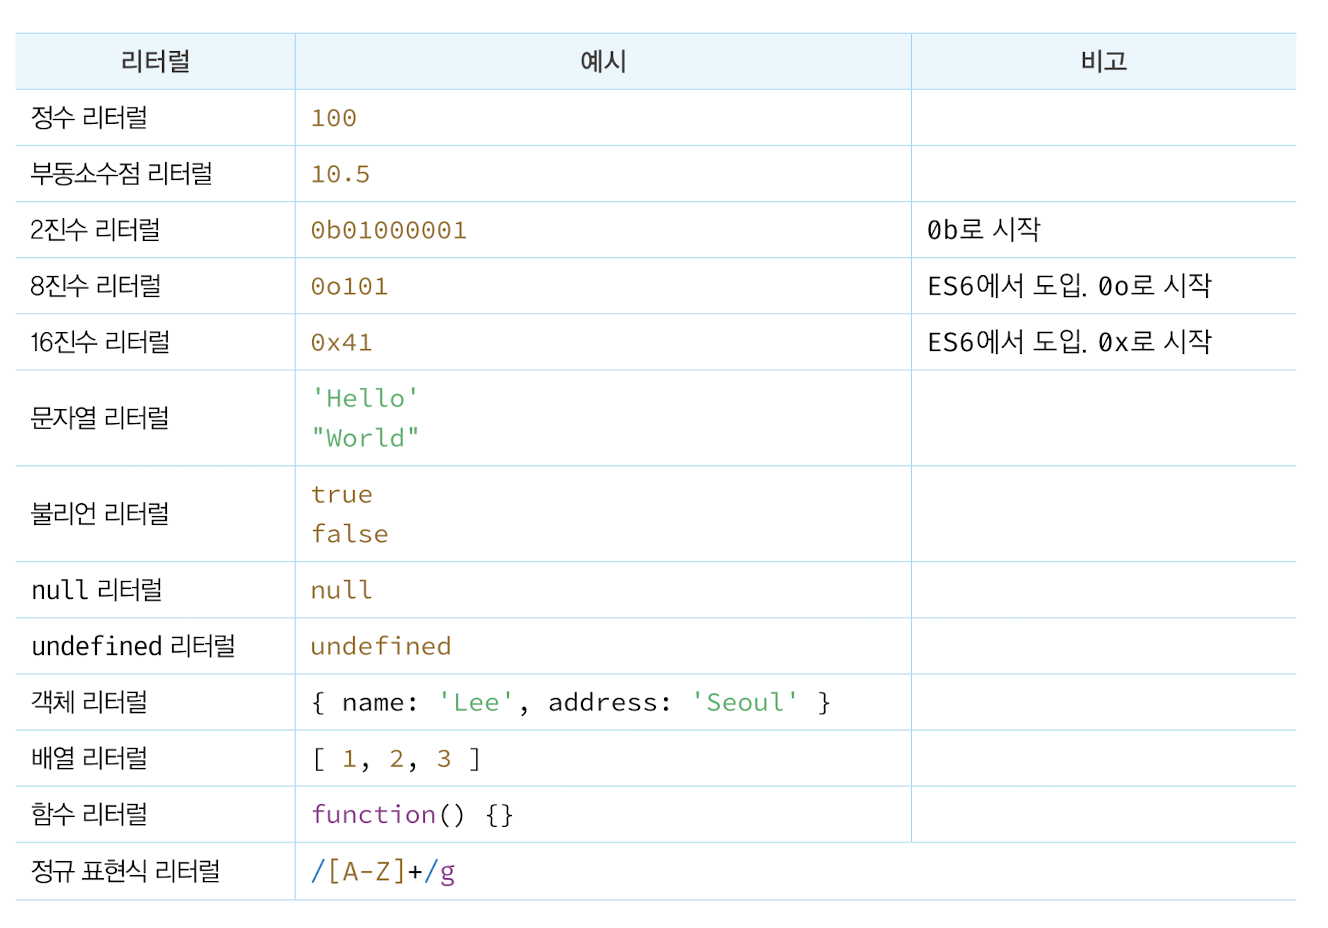 리터럴 예시 비고
정수 리터럴 100
부동소수점 리터럴 10.5
2진수 리터럴 0b01000001 0b로 시작
8진수 리터럴 0o101 ES6에서 도입. 0o로 시작
16진수 리터럴 0x41 ES6에서 도입. 0x로 시작
문자열 리터럴 'Hello'
"World"
불리언 리터럴 true
false
null 리터럴 null
undefined 리터럴 undefined
객체 리터럴 { name: 'Lee', address: 'Seoul' }
배열 리터럴 [ 1, 2, 3 ]
함수 리터럴 function() {}
정규 표현식 리터럴 /[A-Z]+/g